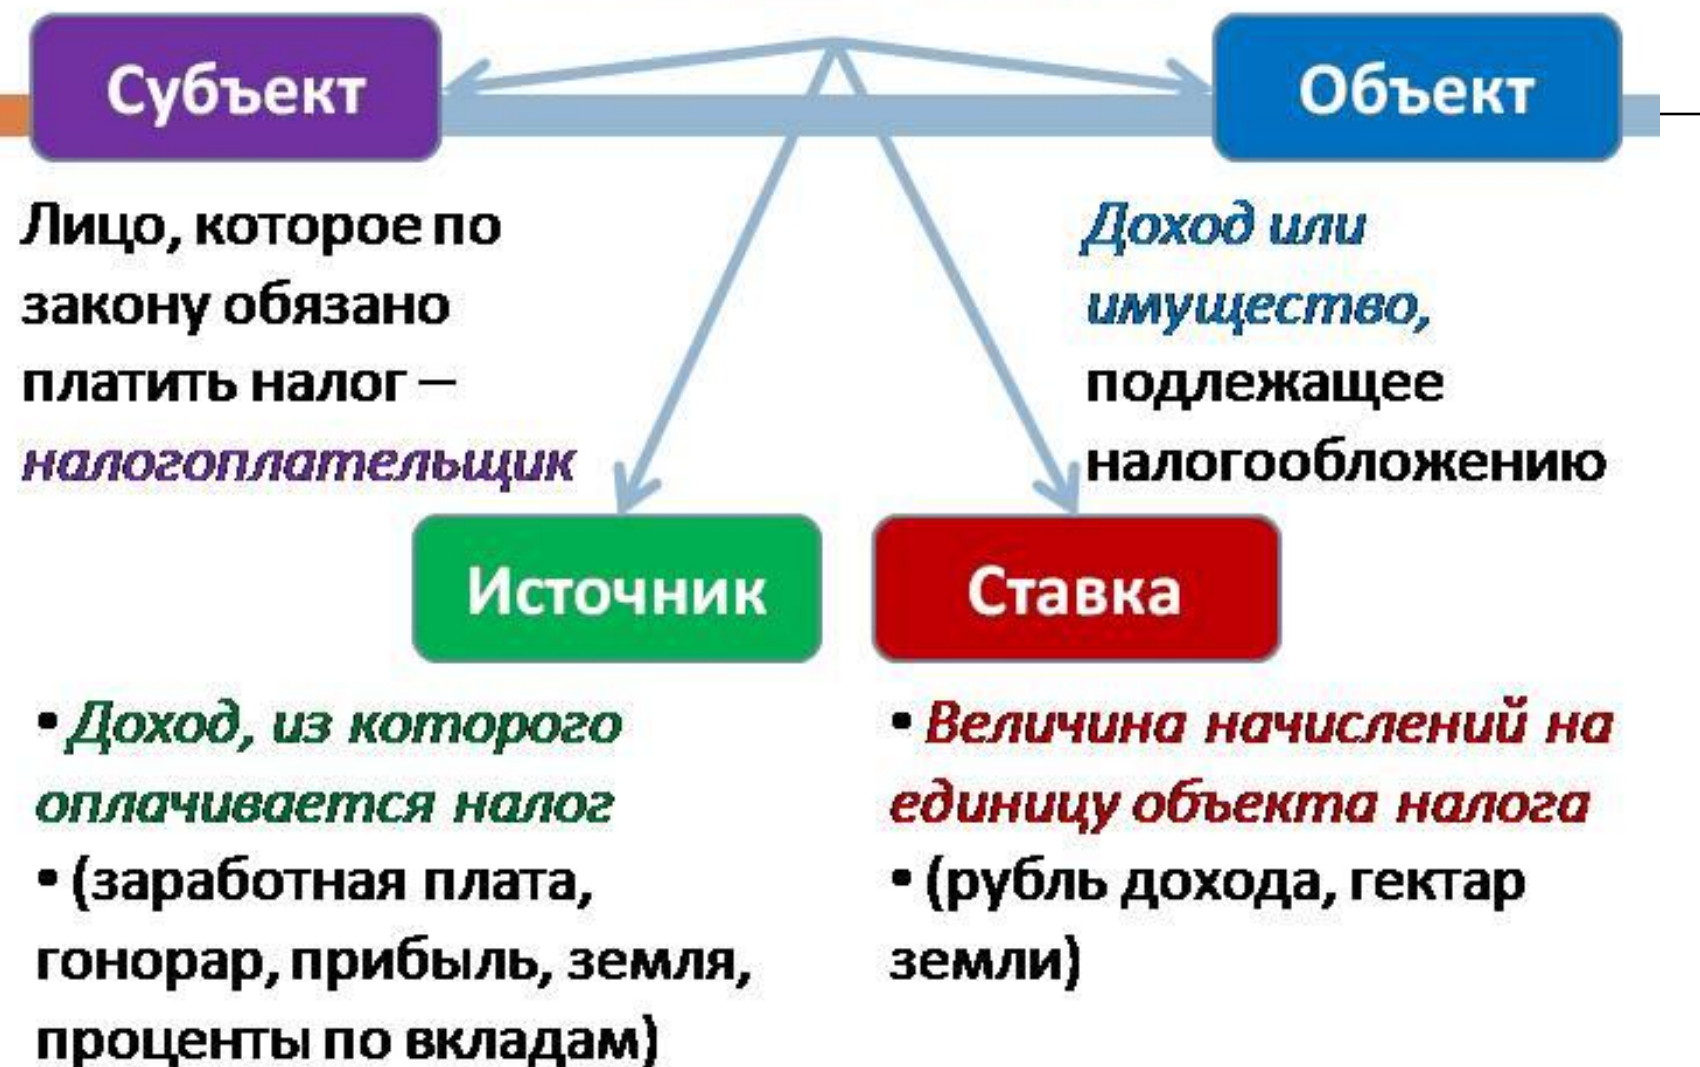 Субъект
Объект
Лицо, которое по
закону обязано
платить налог –
налогоплательщик
Доход или
имущество,
подлежащее
налогообложению
Источник
Ставка
• Доход, из которого
оплачивается налог
• (заработная плата,
гонорар, прибыль, земля,
проценты по вкладам)
• Величина начислений на
единицу объекта налога
• (рубль дохода, гектар
земли)